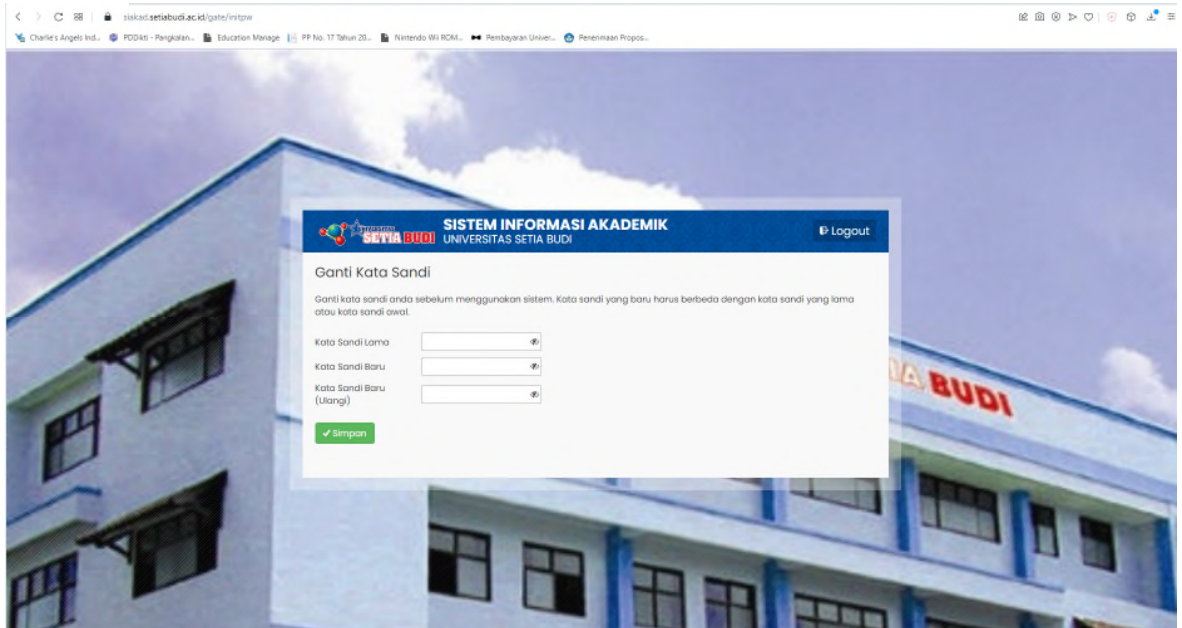 siakad.setiabudi.ac.id/gate/initpw
Charlie's Angels Ind... PDDikti - Pangkalan... Education Manage PP No. 17 Tahun 20... Nintendo Wii ROM... Pembayaran Univer... Penerimaan Propos...
SETIA BUDI
SISTEM INFORMASI AKADEMIK
UNIVERSITAS SETIA BUDI
Logout
Ganti Kata Sandi
Ganti kata sandi anda sebelum menggunakan sistem. Kata sandi yang baru harus berbeda dengan kata sandi yang lama
atau kata sandi awal.
Kata Sandi Lama
Kata Sandi Baru
Kata Sandi Baru
(Ulangi)
Simpan
IA BUDI